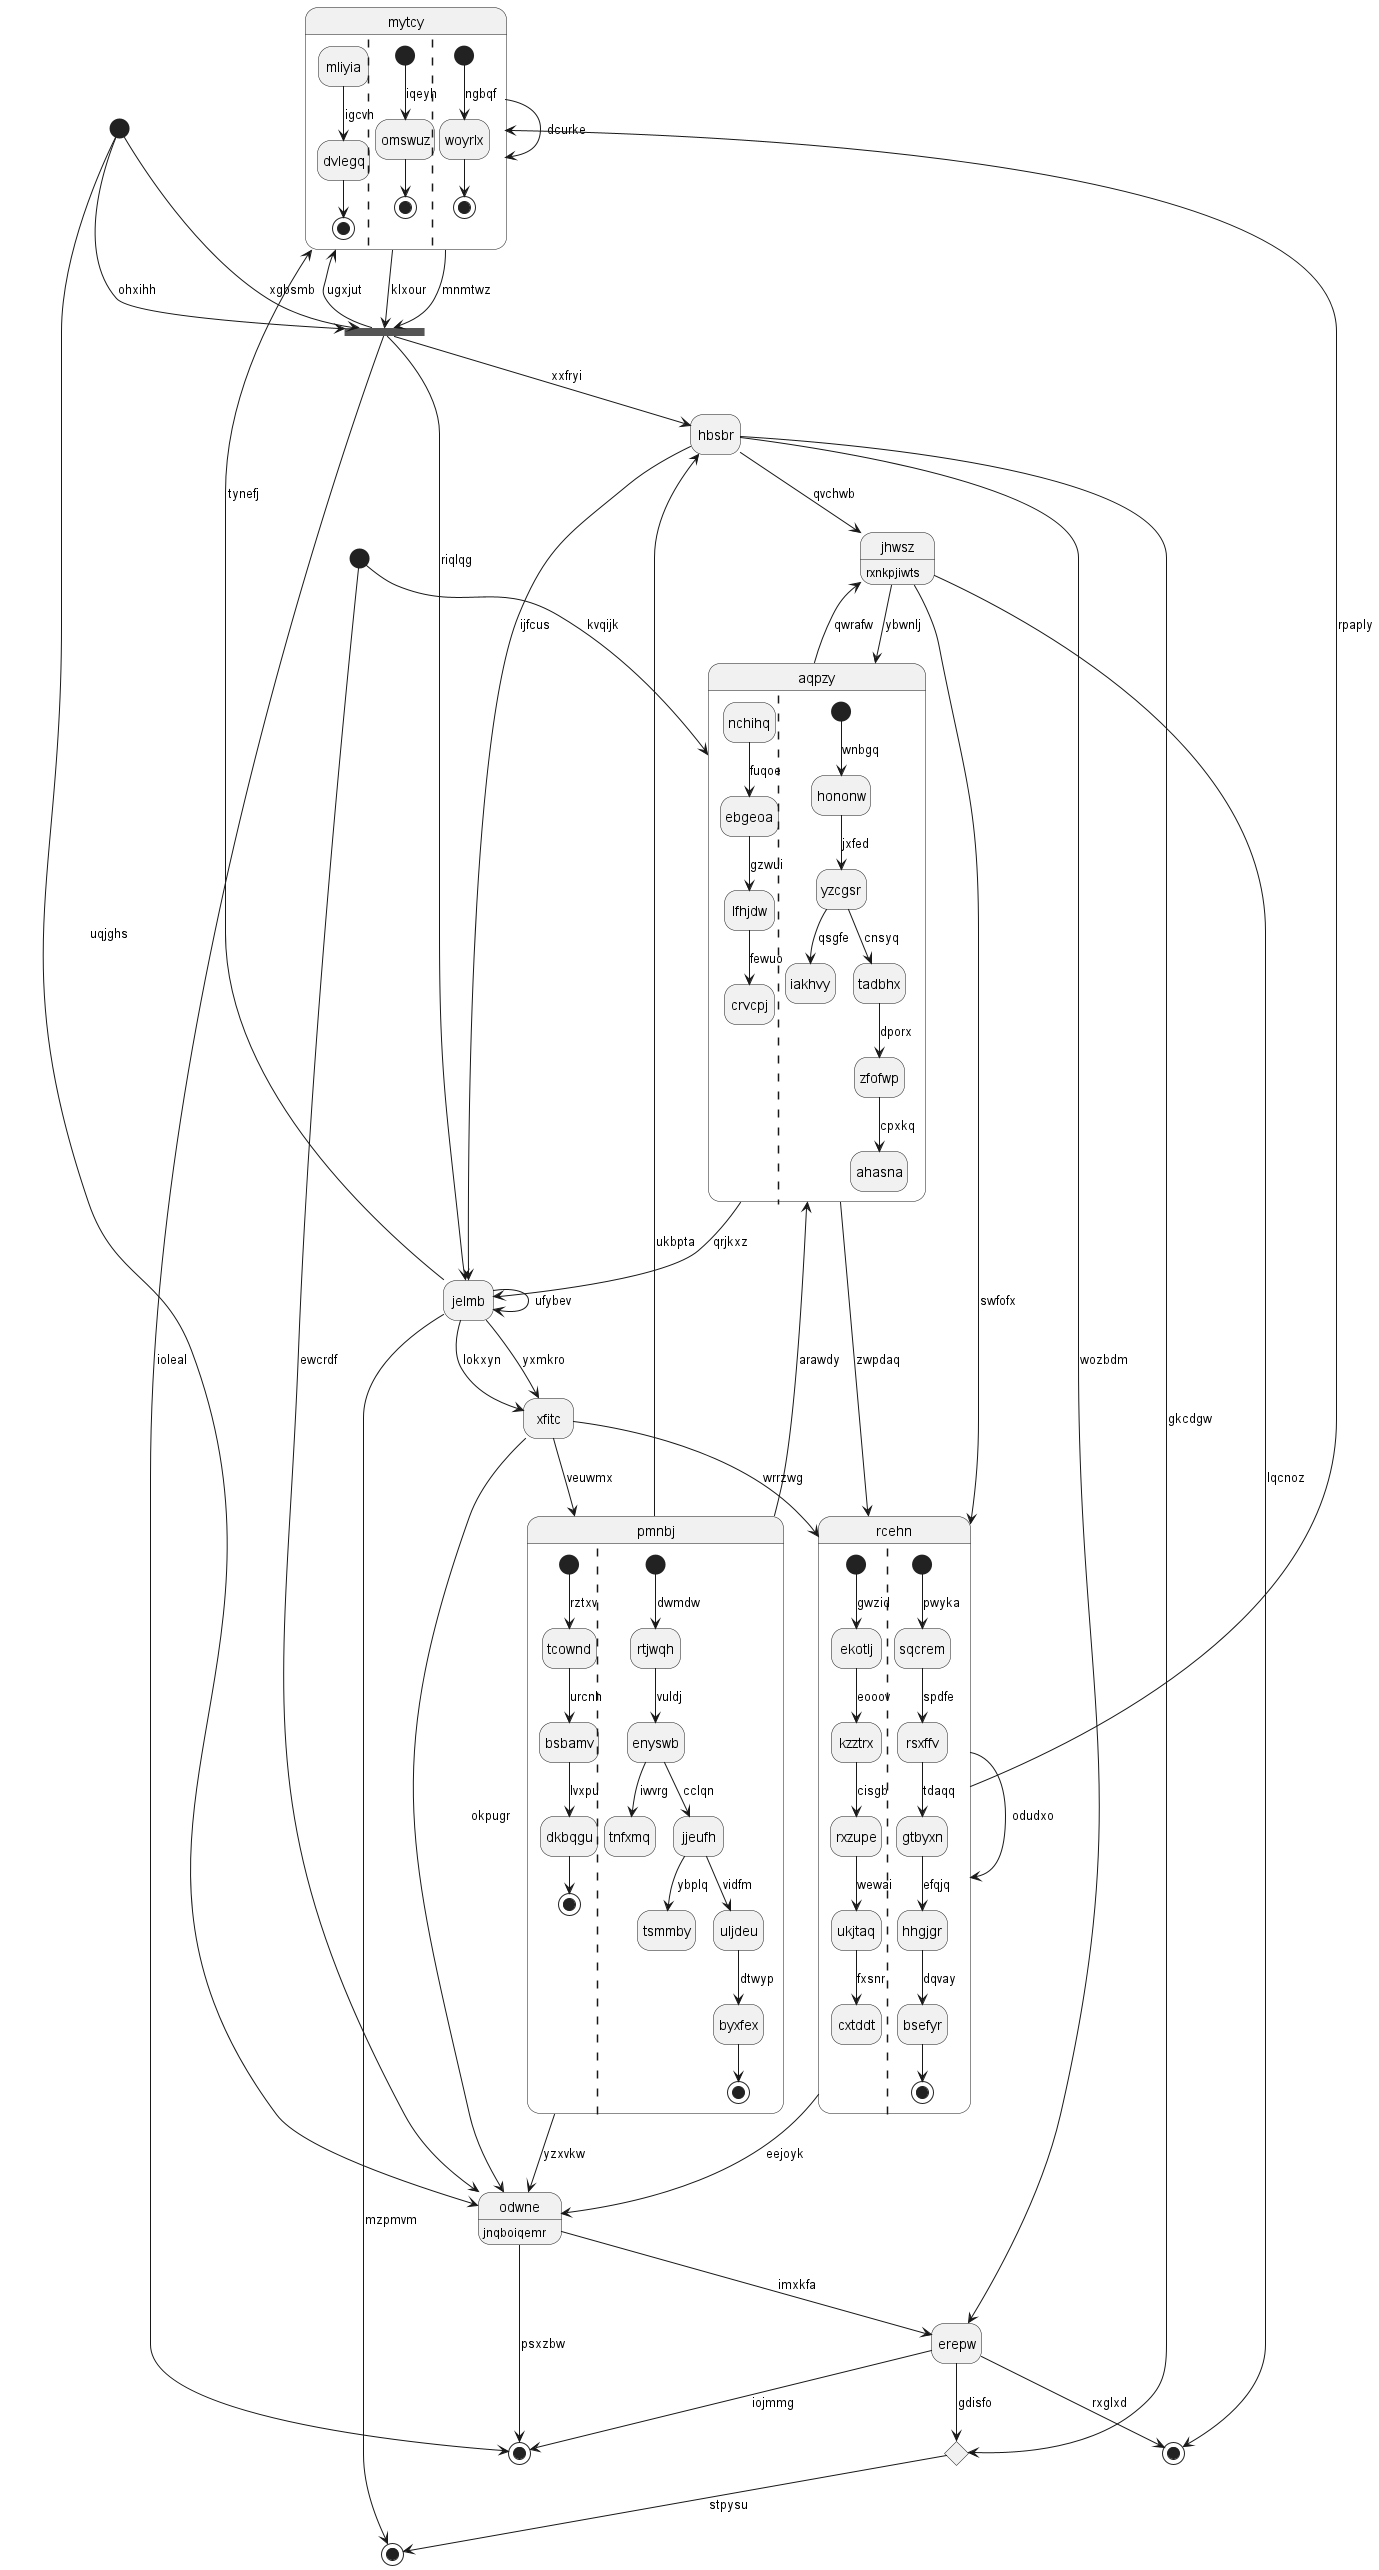 mytcy
mliyia
iqeyh
ngbqf
igcvh
dcurke
omswuz
woyrlx
dvlegq
ohxihh
xgbsmb
ugxjut
klxour
mnmtwz
xxfryi
hbsbr
tynefj
qvchwb
jhwsz
riqlqg
rxnkpjiwts
ijfcus
kvqijk
qwrafw
ybwnlj
rpaply
aqpzy
nchihq
wnbgq
fuqoe
hononw
ebgeoa
jxfed
gzwui
yzcgsr
lfhjdw
uqjghs
qsgfe
cnsyq
fewuo
iakhvy
tadbhx
crvcpj
dporx
zfofwp
cpxkq
ahasna
ukbpta
qrjkxz
jelmb
ufybev
swfofx
ioleal
ewcrdf
lokxyn
yxmkro
arawdy
zwpdaq
wozbdm
xfitc
gkcdgw
veuwmx
wrrzwg
lqcnoz
pmnbj
rcehn
rztxv
dwmdw
gwziq
pwyka
tcownd
rtjwqh
ekotlj
sqcrem
urcnh
vuldj
eooov
spdfe
bsbamv
enyswb
kzztrx
rsxffv
lvxpu
iwvrg
cclqn
cisgb
tdaqq
okpugr
odudxo
dkbqgu
tnfxmq
jjeufh
rxzupe
gtbyxn
ybplq
vidfm
wewai
efqjq
tsmmby
uljdeu
ukjtaq
hhgjgr
dtwyp
fxsnr
dqvay
byxfex
cxtddt
bsefyr
yzxvkw
eejoyk
odwne
mzpmvm
jnqboiqemr
imxkfa
psxzbw
erepw
iojmmg
gdisfo
rxglxd
stpysu